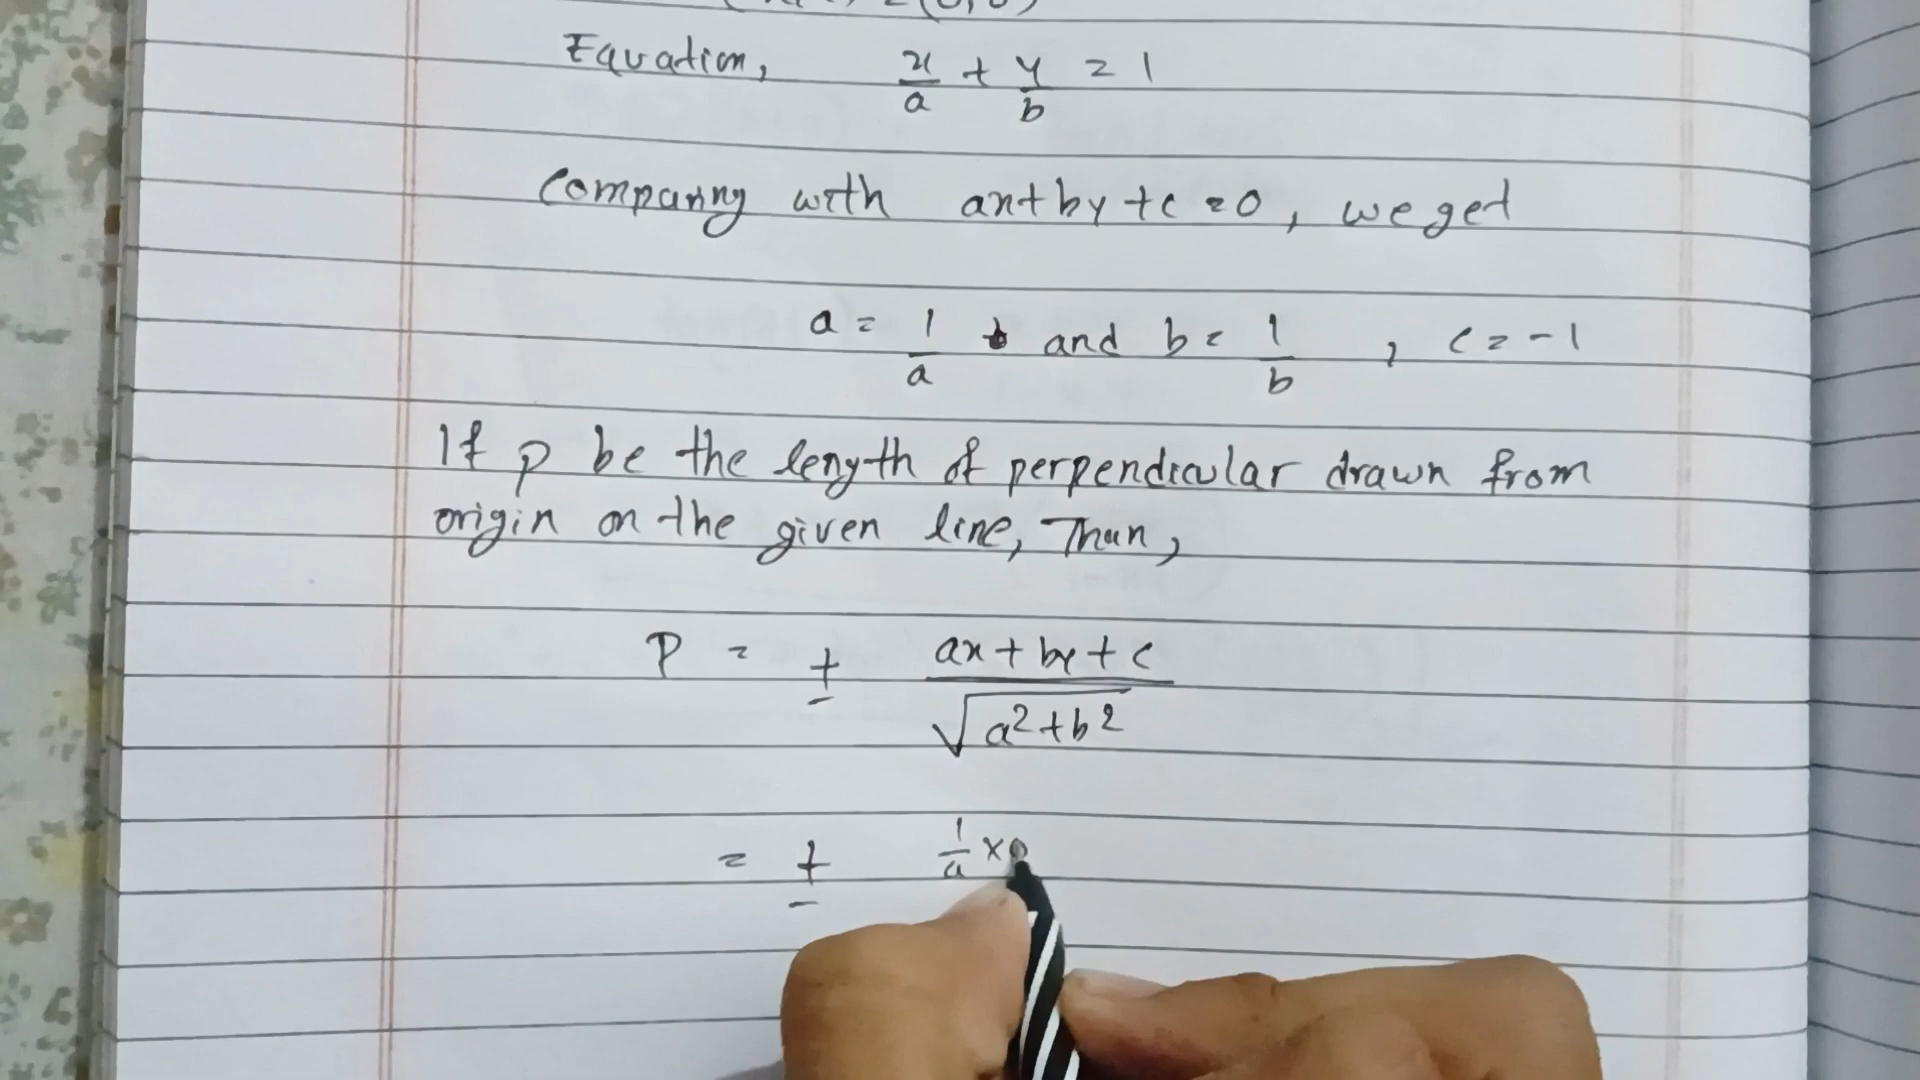 Equation, x/a + y/b = 1
Comparing with ax+by+c=0, we get
a = 1/a and b = 1/b, c = -1
If p be the length of perpendicular drawn from
origin on the given line, Then,
P = ± (ax+by+c)/√(a²+b²)
= ± 1/a ×0